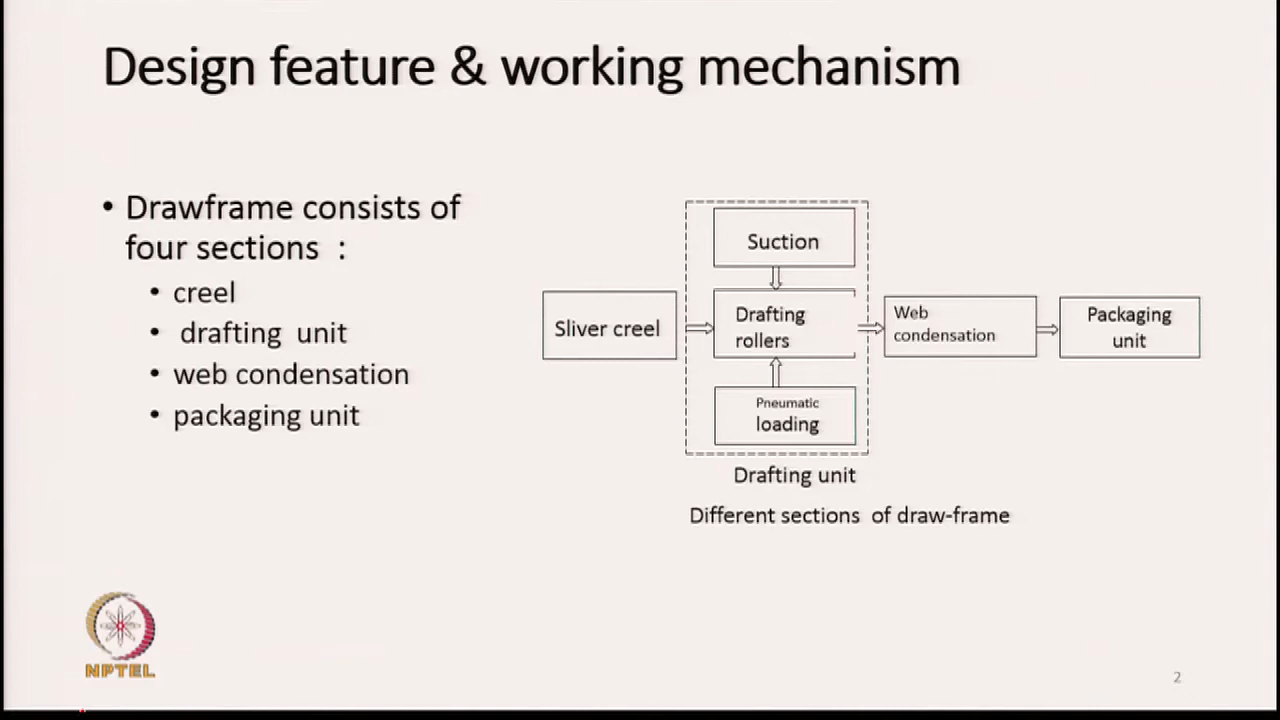 Design feature & working mechanism
• Drawframe consists of
four sections :
• creel
• drafting unit
• web condensation
• packaging unit
Suction
Sliver creel
Drafting
rollers
Web
condensation
Packaging
unit
Pneumatic
loading
Drafting unit
Different sections of draw-frame
NPTEL
2